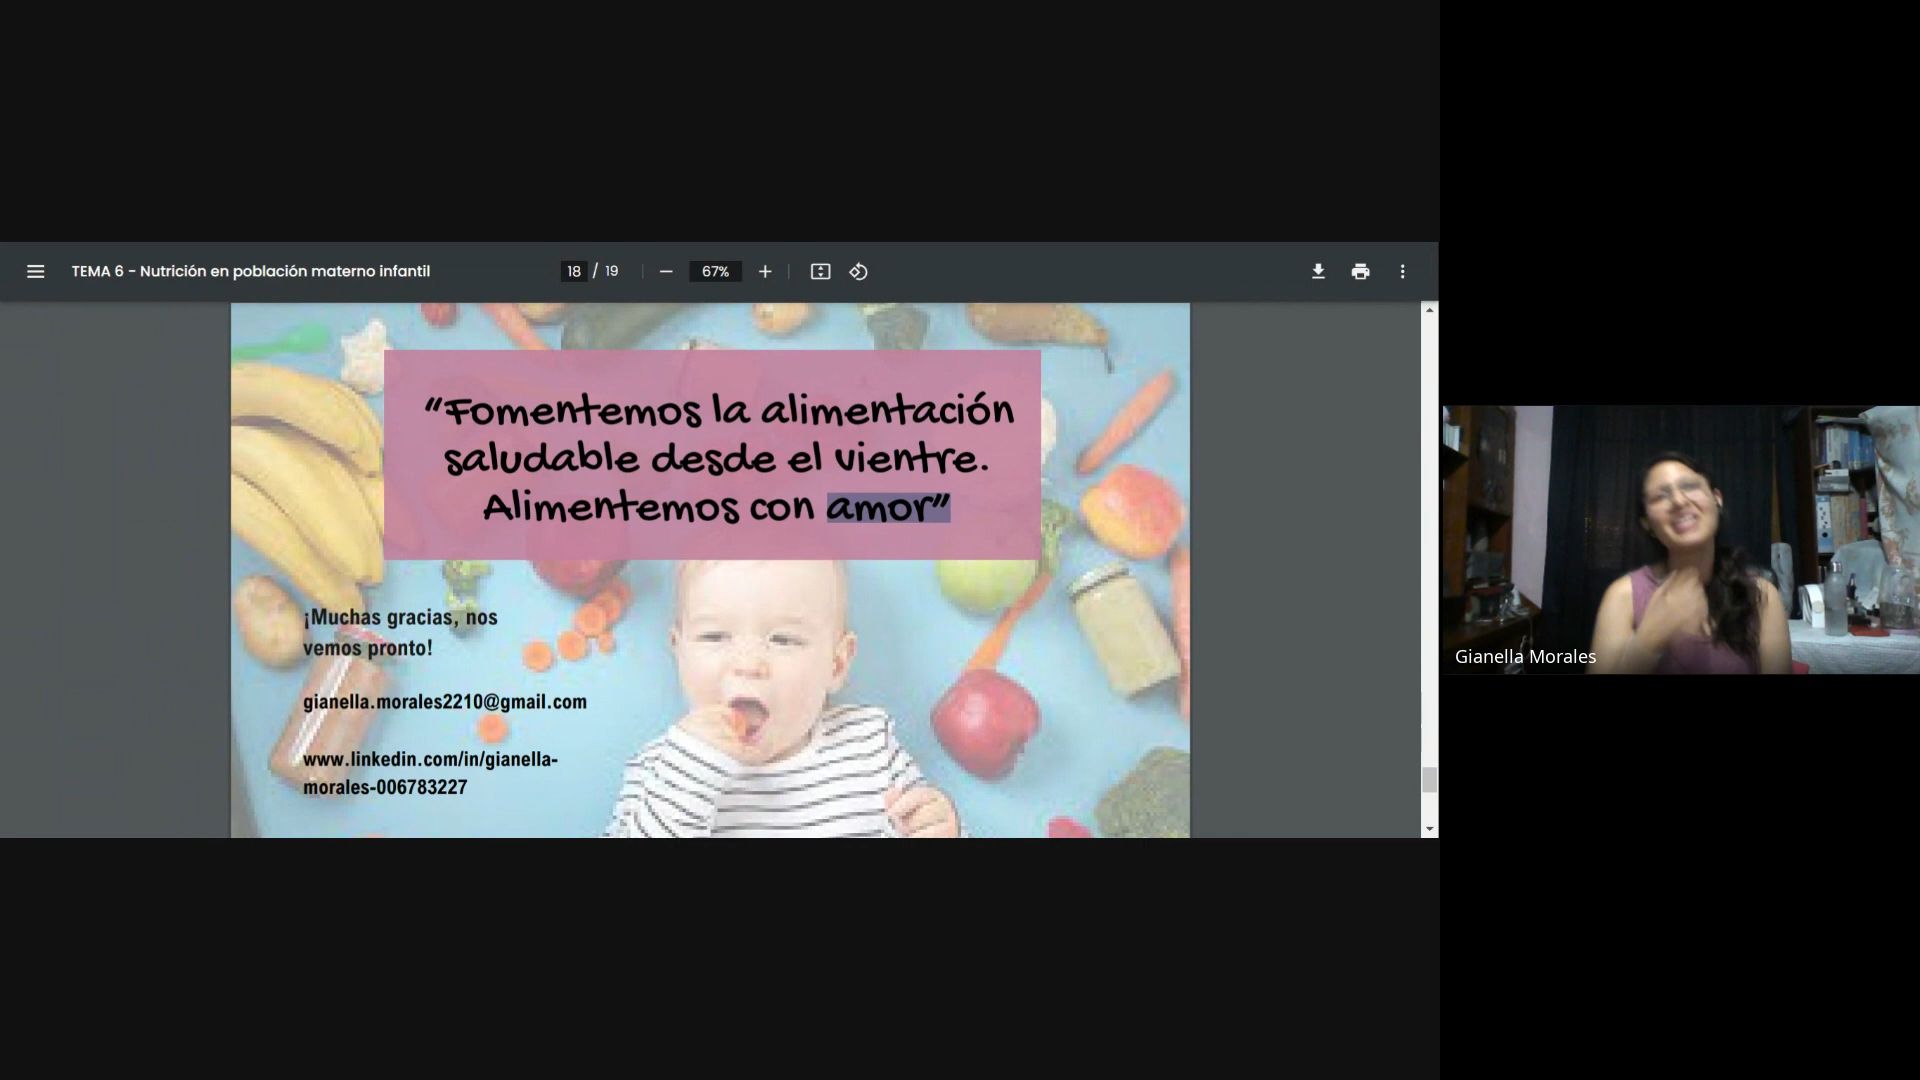 TEMA 6 - Nutrición en población materno infantil
18 / 19
67%
“Fomentemos la alimentación
saludable desde el vientre.
Alimentemos con amor”
¡Muchas gracias, nos
vemos pronto!
gianella.morales2210@gmail.com
www.linkedin.com/in/gianella-
morales-006783227
Gianella Morales